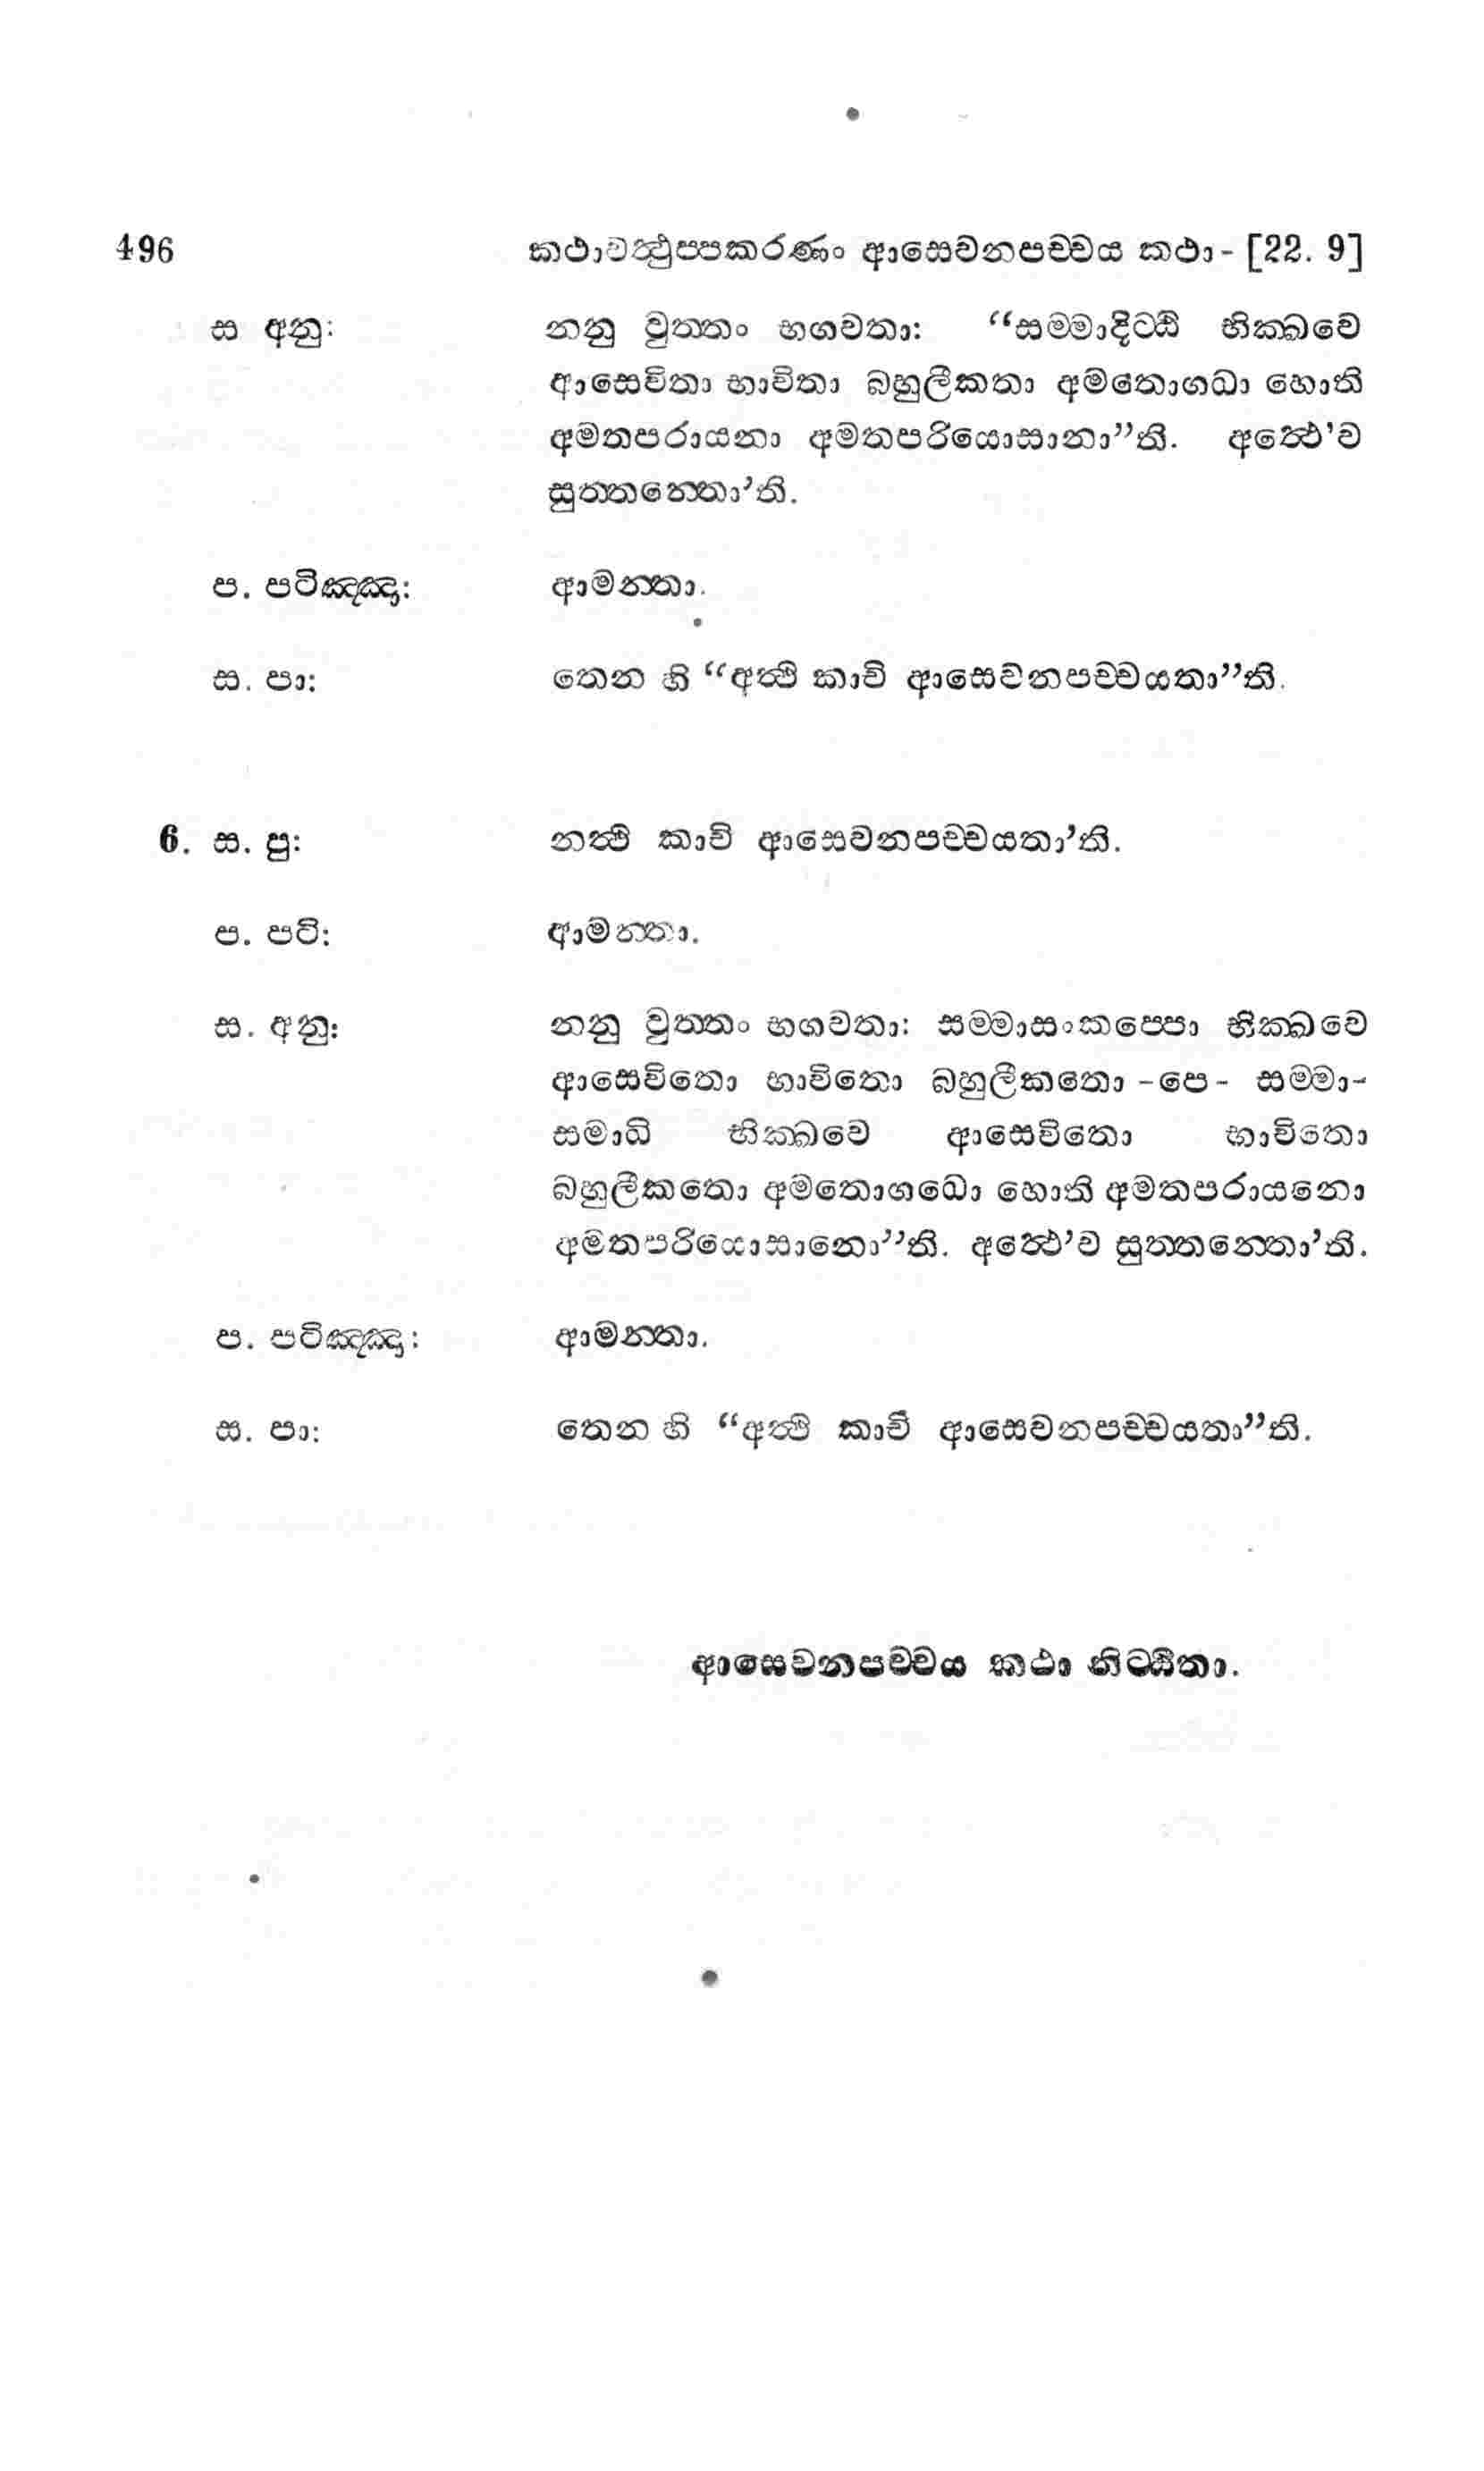 496 කථාවත්‍ථුප්‍පකරණං ආසෙවනපච්චය කථා - [22. 9]
ස අනු: නනු වුත්‍තං භගවතා: “සම්මාදිට්ඨි භික්ඛවෙ
ආසෙවිතා භාවිතා බහුලීකතා අමතොගධා හොති
අමතපරායනා අමතපරියොසානා”ති. අත්‍ථෙ’ව
සුත්තන්තො’ති.
ප. පටිඤ්ඤා: ආමන්තා.
ස. පා: තෙන හි “අත්‍ථි කාචි ආසෙවනපච්චයතා”ති.
6. ස. පු: නත්‍ථි කාචි ආසෙවනපච්චයතා’ති.
ප. පටි: ආමන්තා.
ස. අනු: නනු වුත්තං භගවතා: සම්මාසංකප්පො භික්ඛවෙ
ආසෙවිතො භාවිතො බහුලීකතො -පෙ- සම්මා-
සමාධි භික්ඛවෙ ආසෙවිතො භාවිතො
බහුලීකතො අමතොගධො හොති අමතපරායනො
අමතපරියොසානො”ති. අත්‍ථෙ’ව සුත්තන්තො’ති.
ප. පටිඤ්ඤා: ආමන්තා.
ස. පා: තෙන හි “අත්‍ථි කාචි ආසෙවනපච්චයතා”ති.
ආසෙවනපච්චය කථා නිට්ඨිතා.